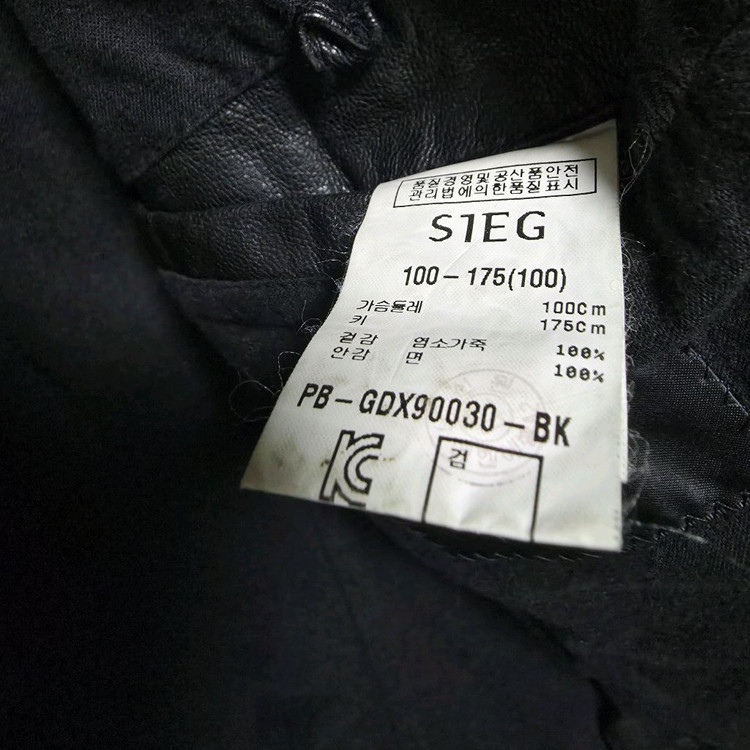 품질경영및공산품안전
관리법에의한품질표시
SIEG
100-175(100)
가슴둘레 100Cm
키 175Cm
겉감 염소가죽 100%
안감 면 100%
PB-GDX90030-BK
검